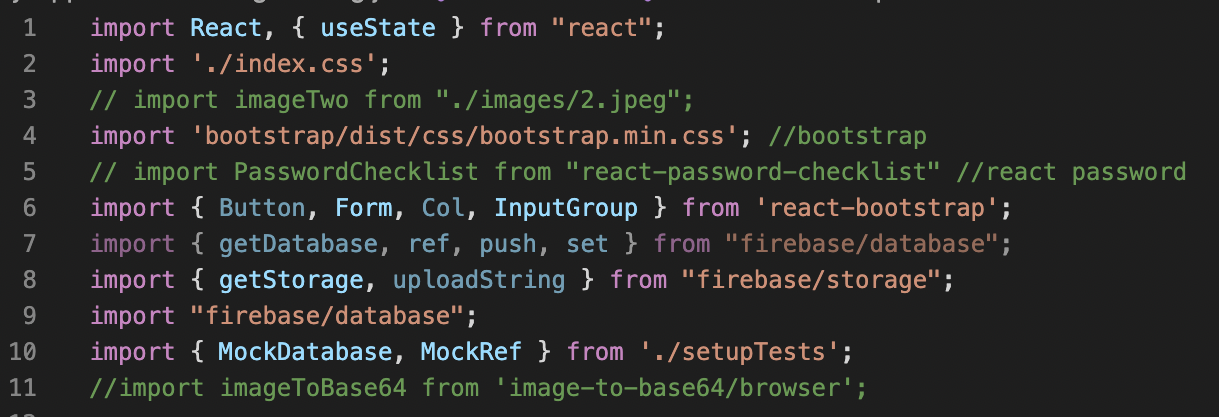 1 import React, { useState } from "react";
2 import './index.css';
3 // import imageTwo from "./images/2.jpeg";
4 import 'bootstrap/dist/css/bootstrap.min.css'; //bootstrap
5 // import PasswordChecklist from "react-password-checklist" //react password
6 import { Button, Form, Col, InputGroup } from 'react-bootstrap';
7 import { getDatabase, ref, push, set } from "firebase/database";
8 import { getStorage, uploadString } from "firebase/storage";
9 import "firebase/database";
10 import { MockDatabase, MockRef } from './setupTests';
11 //import imageToBase64 from 'image-to-base64/browser';